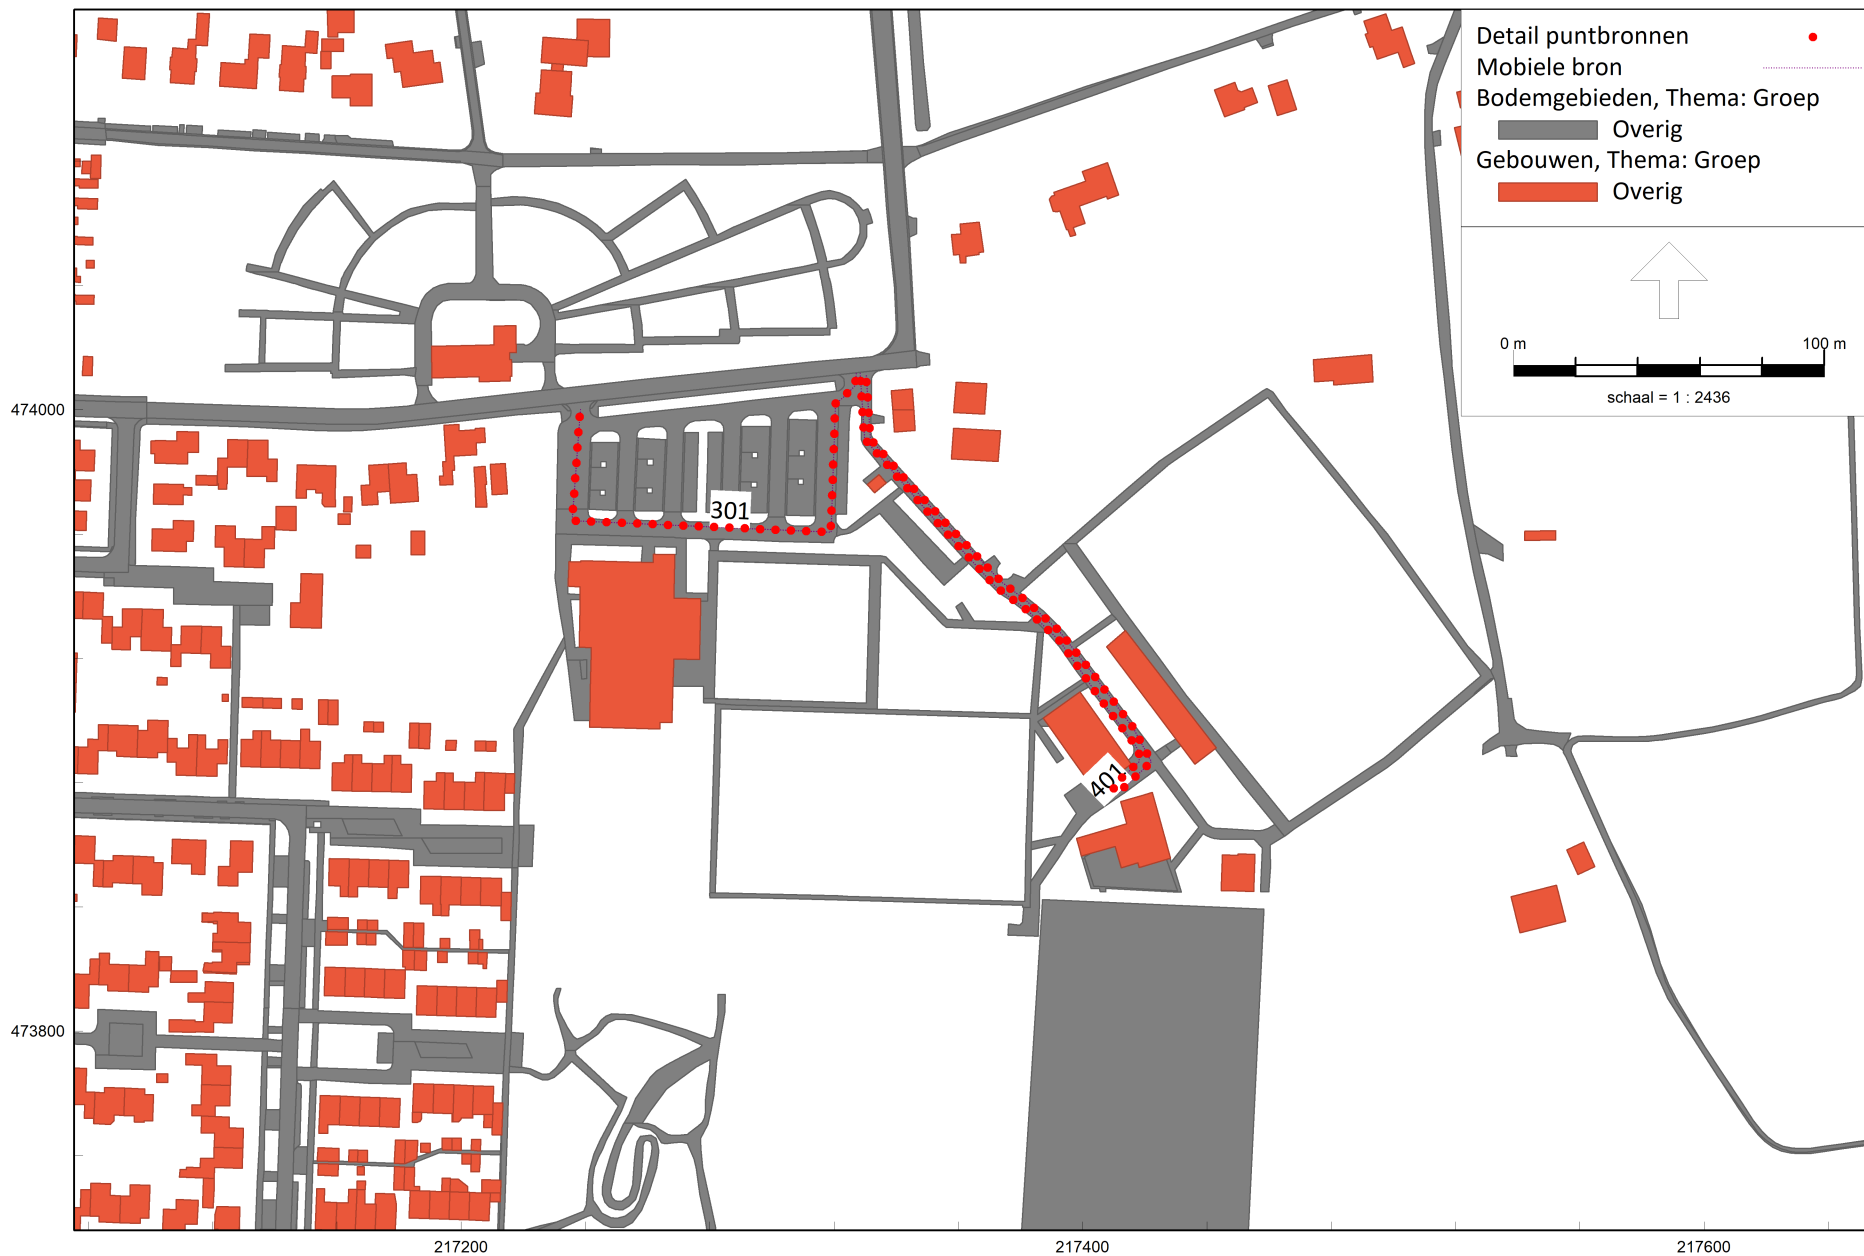 Detail puntbronnen
Mobiele bron
Bodemgebieden, Thema: Groep
Overig
Gebouwen, Thema: Groep
Overig
0 m 100 m
schaal = 1 : 2436
474000
301
401
473800
217200 217400 217600